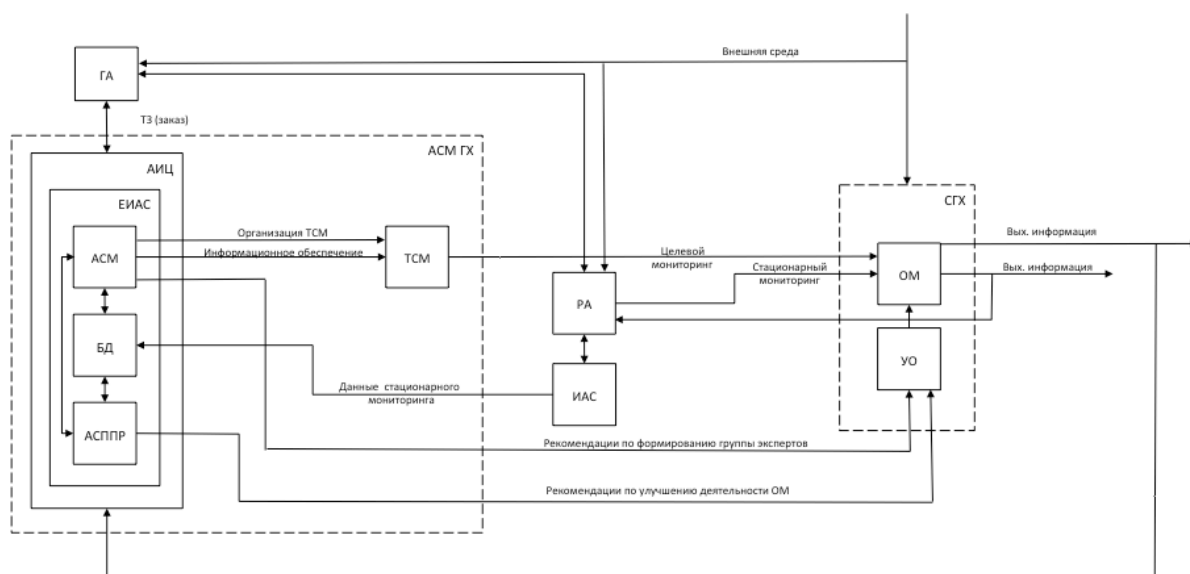 Внешняя среда
ГА
ТЗ (заказ)
АСМ ГХ
АИЦ
ЕИАС
СГХ
Организация ТСМ
Вых. информация
АСМ
Информационное обеспечение
ТСМ
Целевой
мониторинг
Стационарный
мониторинг
ОМ
Вых. информация
РА
БД
УО
Данные стационарного
мониторинга
ИАС
АСППР
Рекомендации по формированию группы экспертов
Рекомендации по улучшению деятельности ОМ